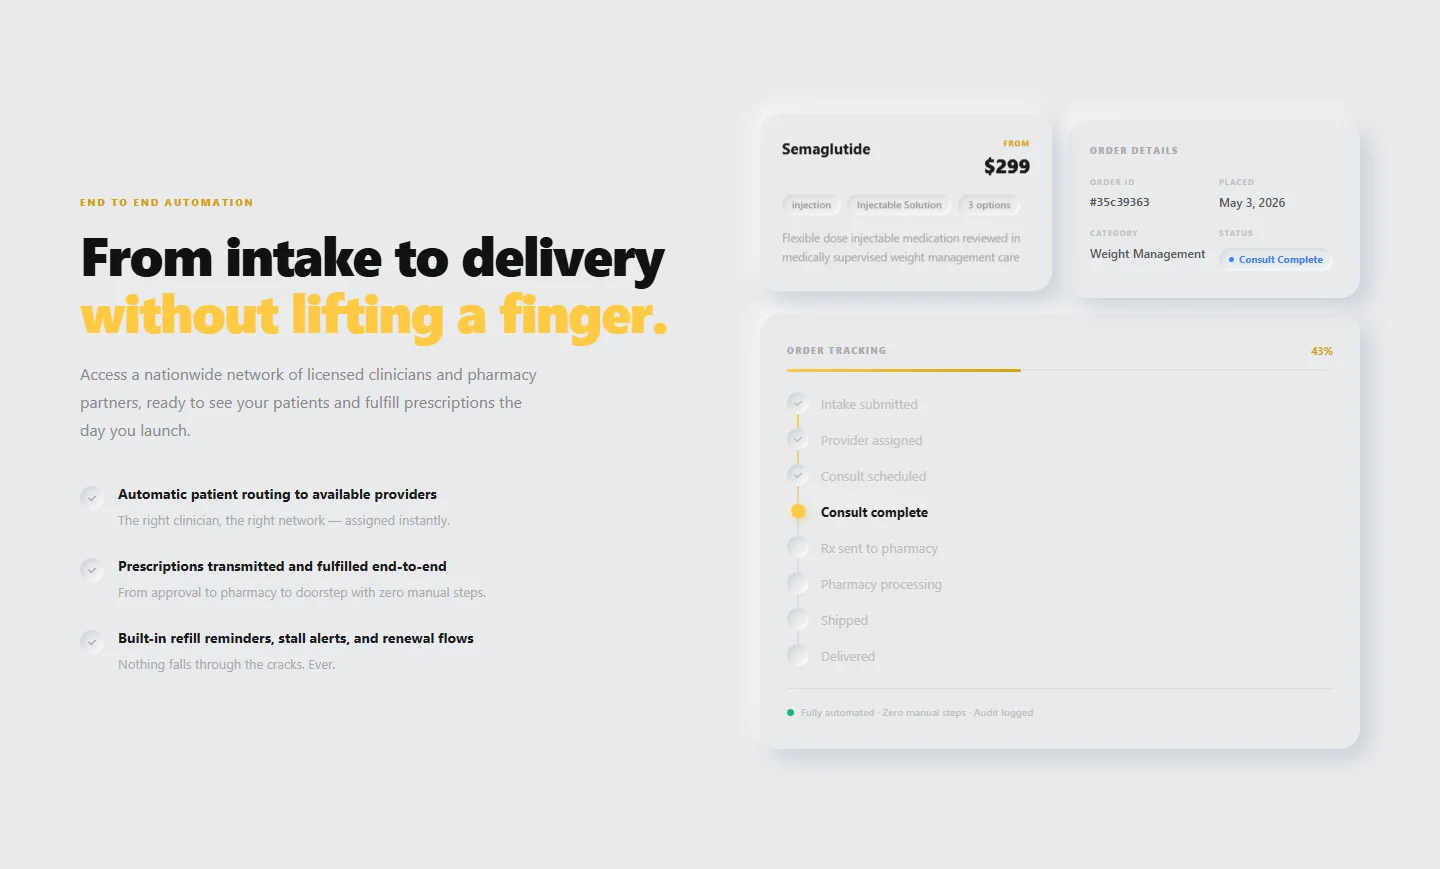 END TO END AUTOMATION
From intake to delivery
without lifting a finger.
Access a nationwide network of licensed clinicians and pharmacy
partners, ready to see your patients and fulfill prescriptions the
day you launch.
Automatic patient routing to available providers
The right clinician, the right network — assigned instantly.
Prescriptions transmitted and fulfilled end-to-end
From approval to pharmacy to doorstep with zero manual steps.
Built-in refill reminders, stall alerts, and renewal flows
Nothing falls through the cracks. Ever.
Semaglutide
FROM
$299
injection
Injectable Solution
3 options
Flexible dose injectable medication reviewed in
medically supervised weight management care
ORDER DETAILS
ORDER ID
PLACED
#35c39363
May 3, 2026
CATEGORY
STATUS
Weight Management
Consult Complete
ORDER TRACKING
43%
Intake submitted
Provider assigned
Consult scheduled
Consult complete
Rx sent to pharmacy
Pharmacy processing
Shipped
Delivered
Fully automated · Zero manual steps · Audit logged